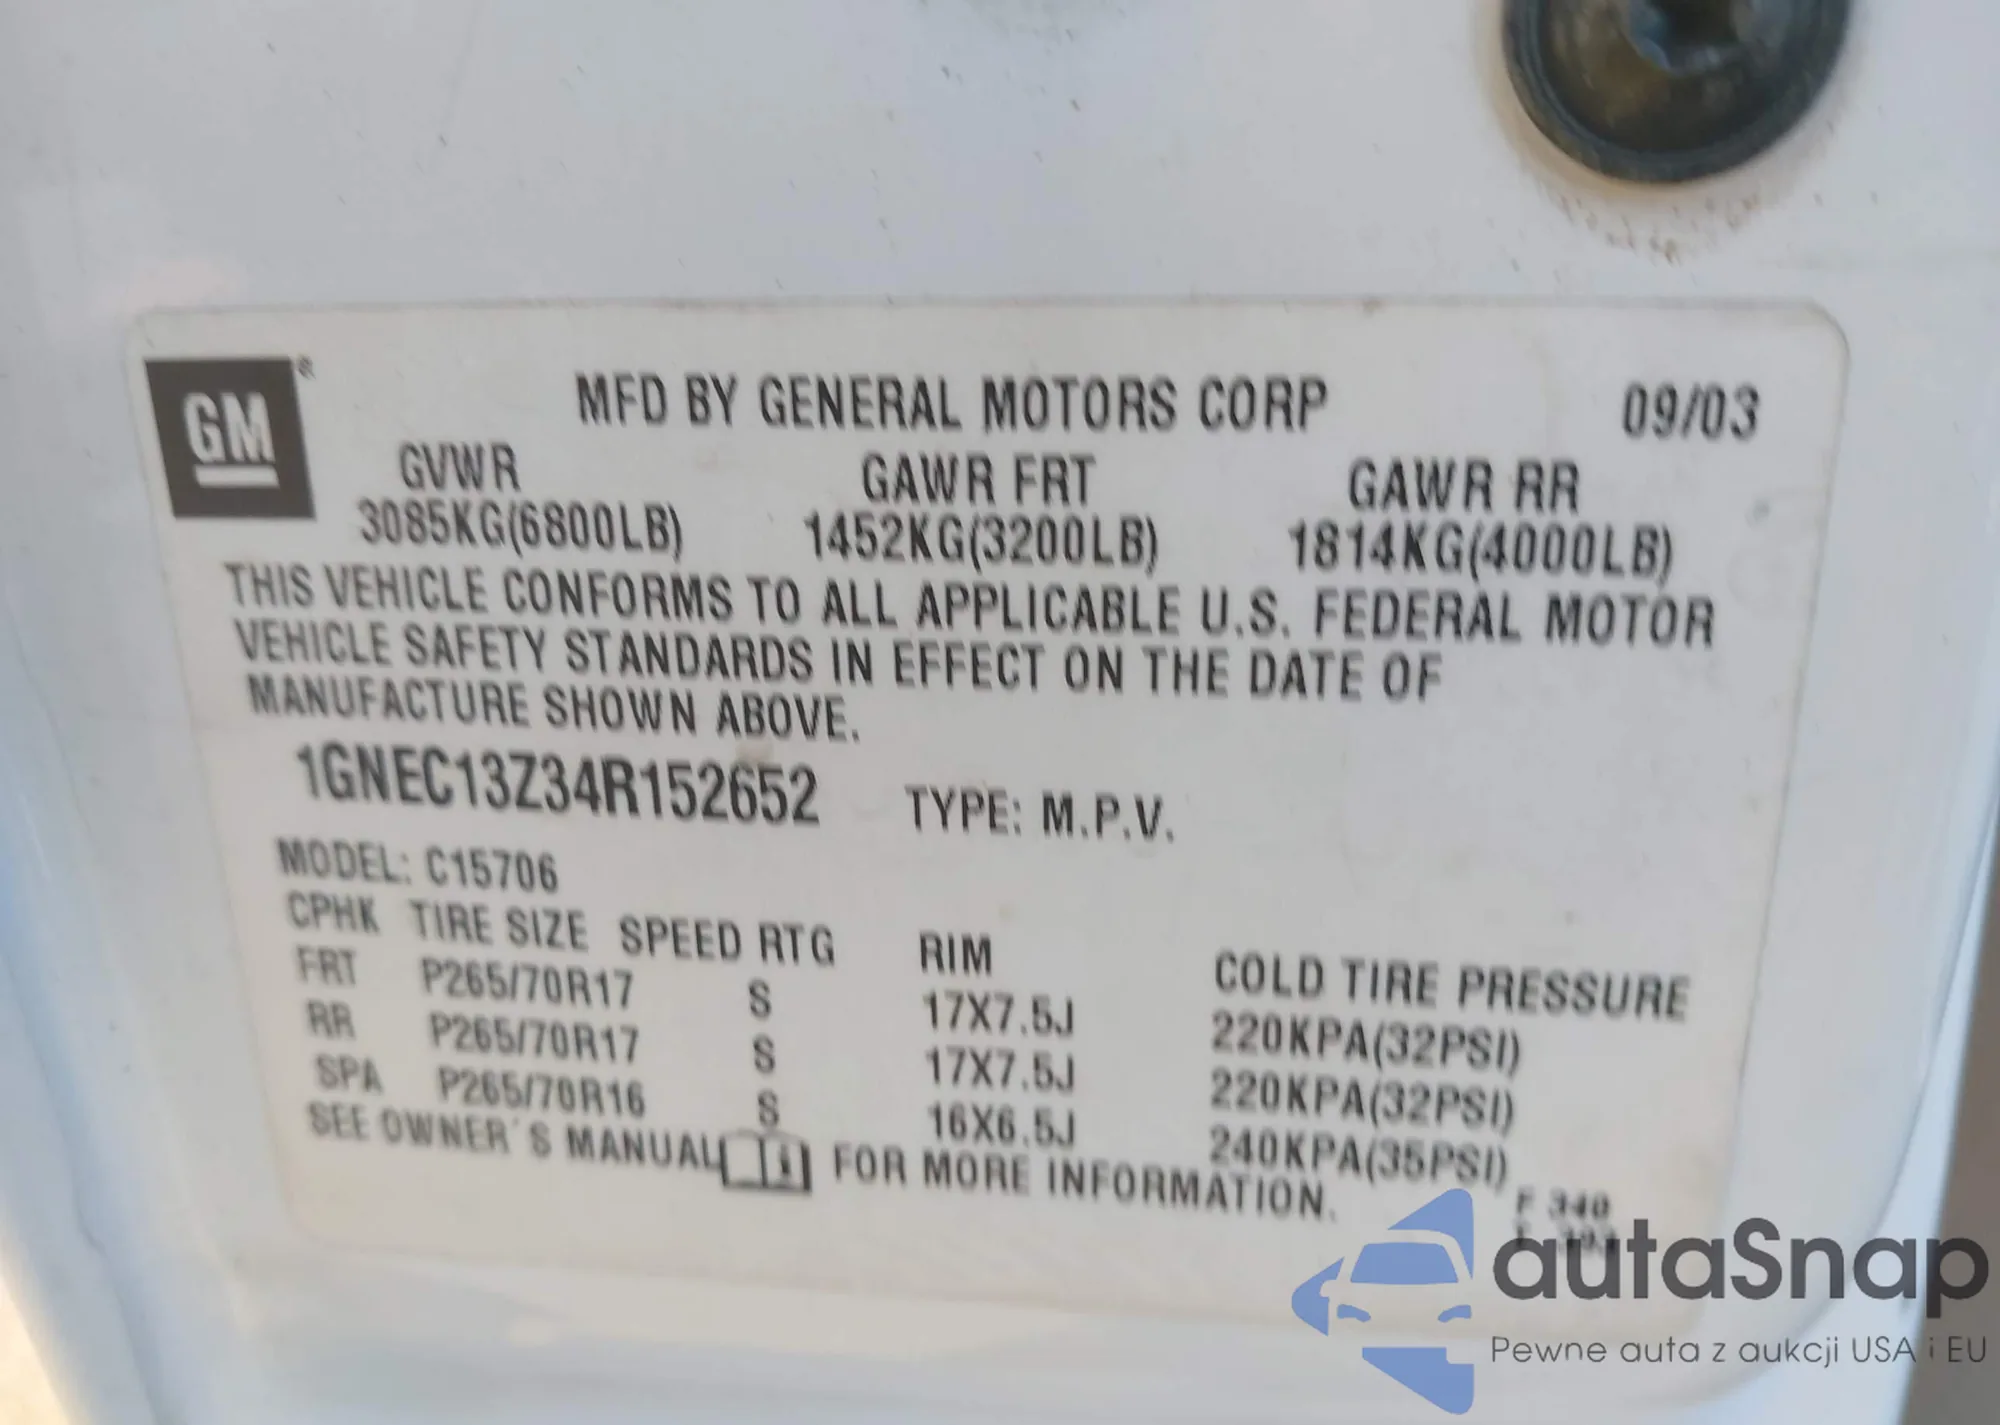 GM®
MFD BY GENERAL MOTORS CORP 09/03
GVWR GAWR FRT GAWR RR
3085KG(6800LB) 1452KG(3200LB) 1814KG(4000LB)
THIS VEHICLE CONFORMS TO ALL APPLICABLE U.S. FEDERAL MOTOR
VEHICLE SAFETY STANDARDS IN EFFECT ON THE DATE OF
MANUFACTURE SHOWN ABOVE.
1GNEC13Z34R152652 TYPE: M.P.V.
MODEL: C15706
CPHK TIRE SIZE SPEED RTG RIM COLD TIRE PRESSURE
FRT P265/70R17 S 17X7.5J 220KPA(32PSI)
RR P265/70R17 S 17X7.5J 220KPA(32PSI)
SPA P265/70R16 S 16X6.5J 240KPA(35PSI)
SEE OWNER'S MANUAL FOR MORE INFORMATION.
F 340
autaSnap
Pewne auta z aukcji USA i EU